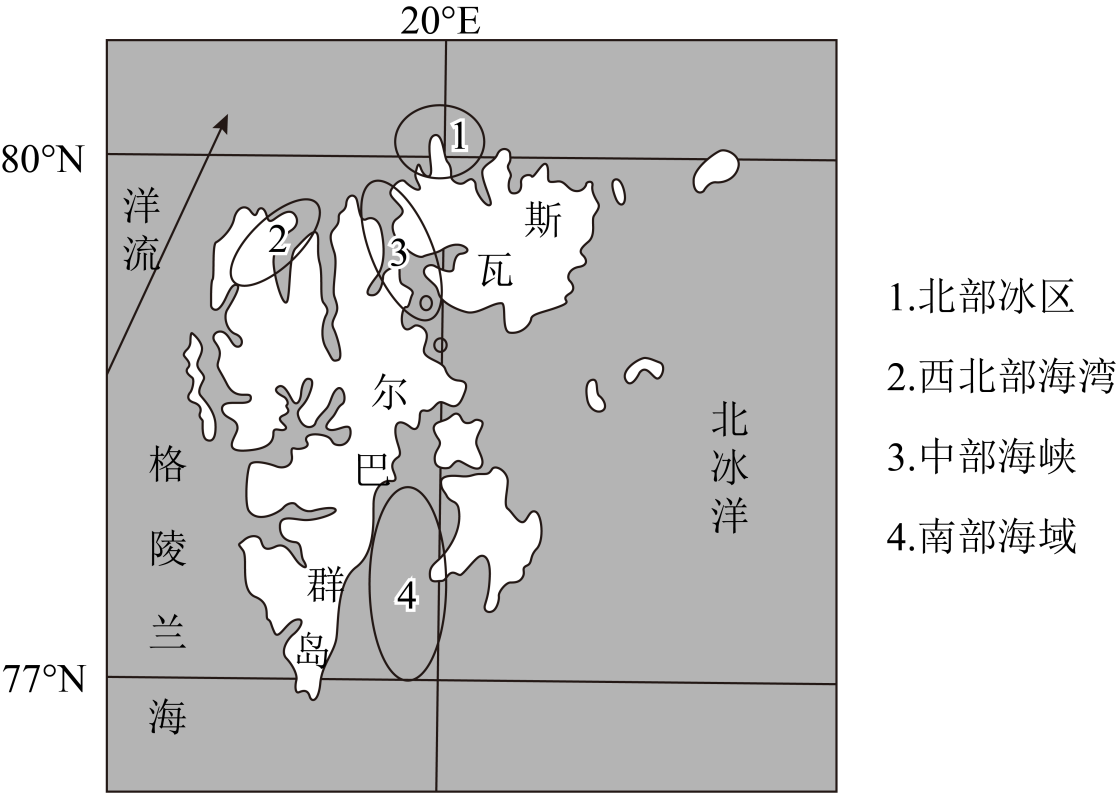 20°E
80°N
77°N
洋流
格陵兰海
斯瓦尔巴群岛
北冰洋
1
2
3
4
1.北部冰区
2.西北部海湾
3.中部海峡
4.南部海域